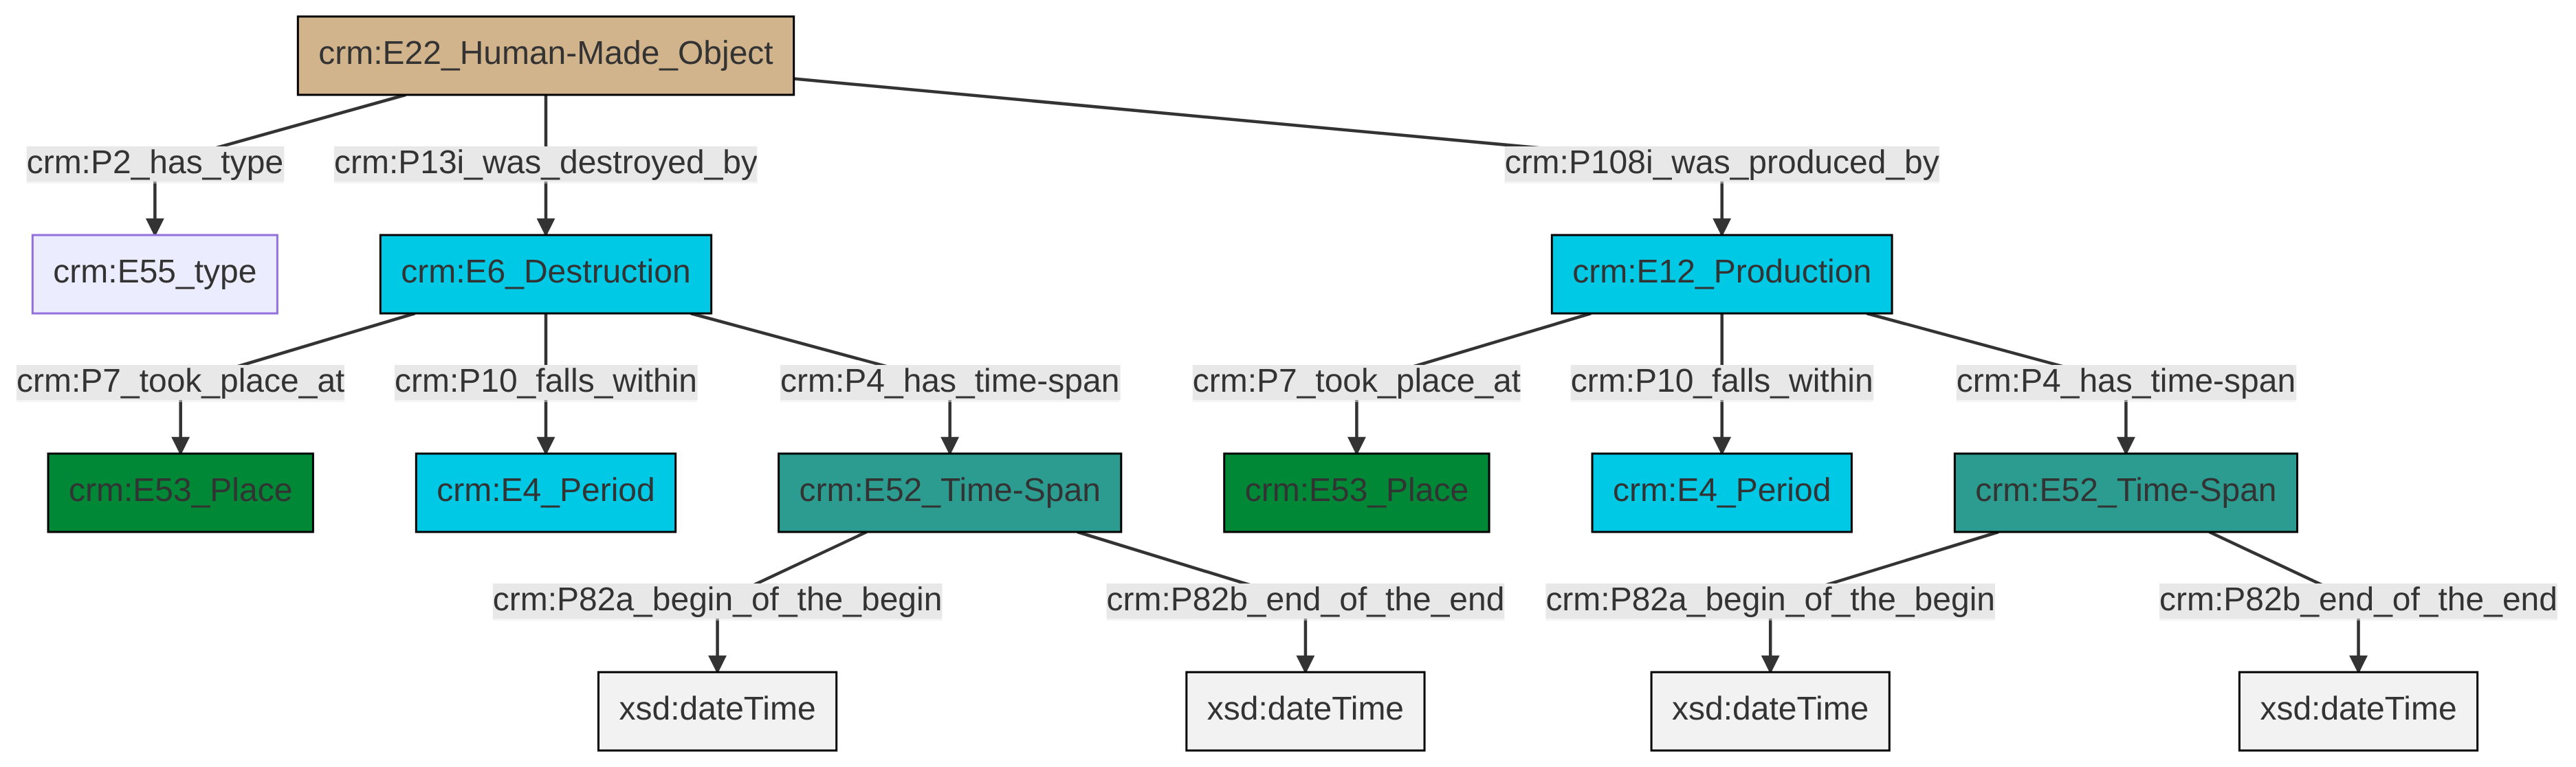 crm:E22_Human-Made_Object
crm:P2_has_type
crm:P13i_was_destroyed_by
crm:P108i_was_produced_by
crm:E55_type
crm:E6_Destruction
crm:E12_Production
crm:P7_took_place_at
crm:P10_falls_within
crm:P4_has_time-span
crm:P7_took_place_at
crm:P10_falls_within
crm:P4_has_time-span
crm:E53_Place
crm:E4_Period
crm:E52_Time-Span
crm:E53_Place
crm:E4_Period
crm:E52_Time-Span
crm:P82a_begin_of_the_begin
crm:P82b_end_of_the_end
crm:P82a_begin_of_the_begin
crm:P82b_end_of_the_end
xsd:dateTime
xsd:dateTime
xsd:dateTime
xsd:dateTime